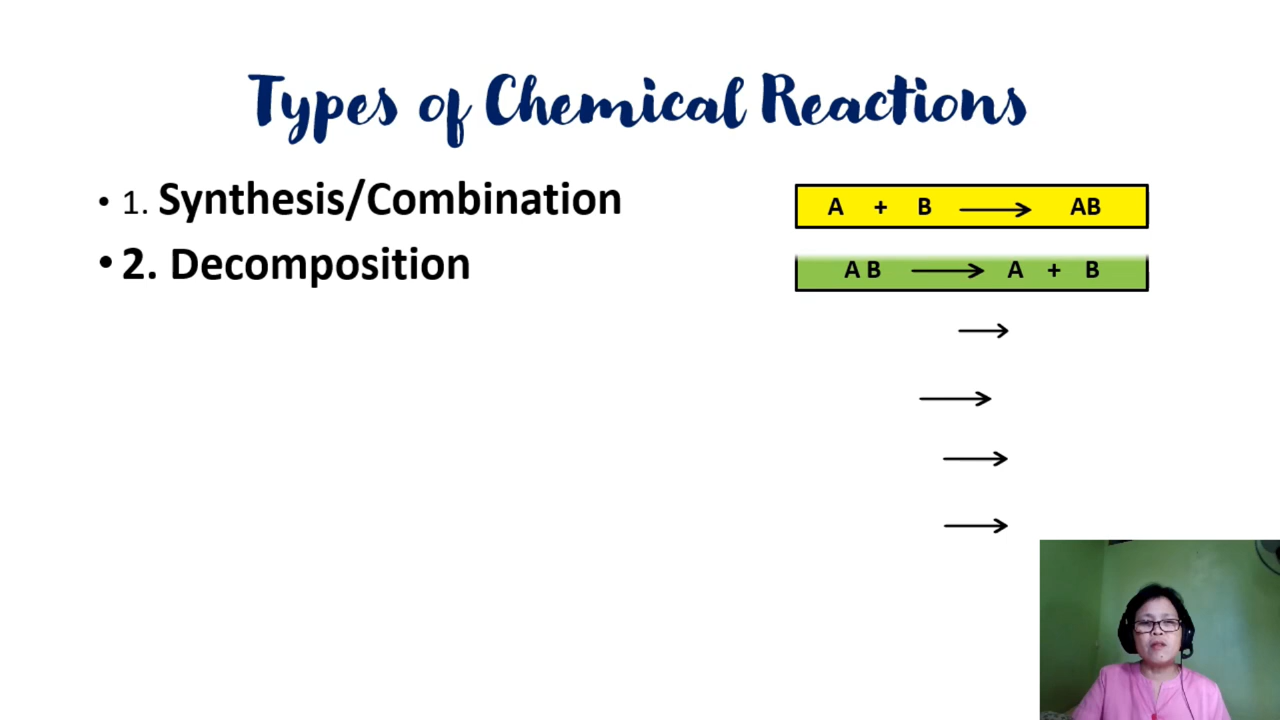 Types of Chemical Reactions
• 1. Synthesis/Combination
A + B → AB
• 2. Decomposition
A B → A + B
→
→
→
→